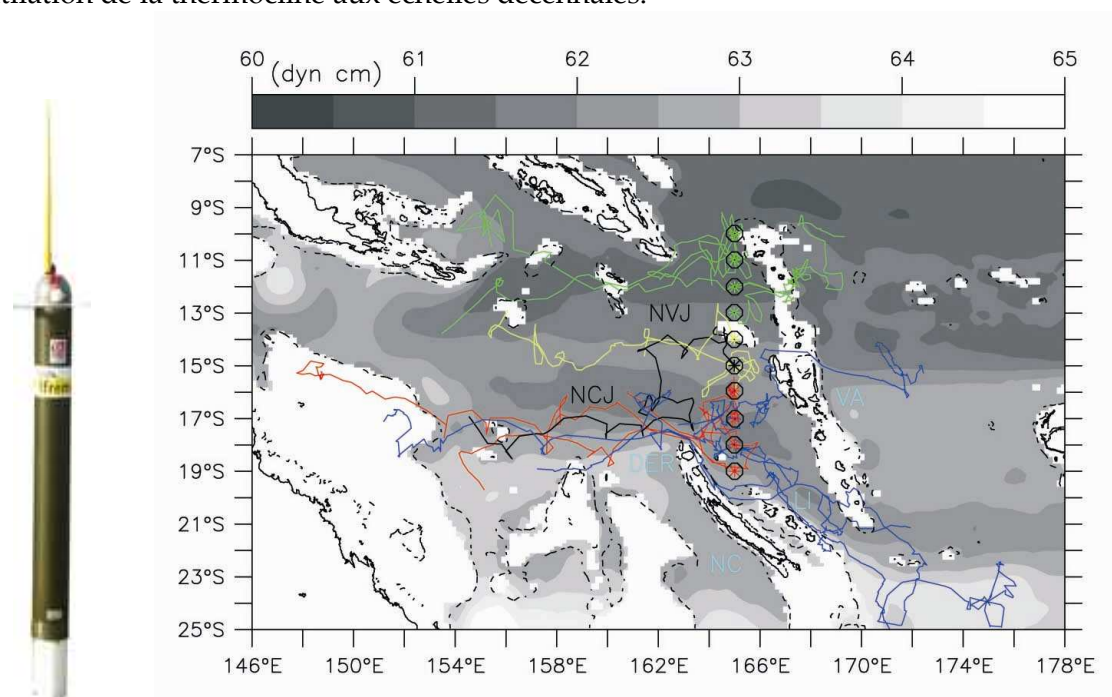 tilation de la thermocline aux échelles décennales.
60 61 62 63 64 65
(dyn cm)
7°S
9°S
11°S
13°S
NVJ
15°S
NCJ
VA
17°S
DER
19°S
LI
21°S
NC
23°S
25°S
146°E 150°E 154°E 158°E 162°E 166°E 170°E 174°E 178°E